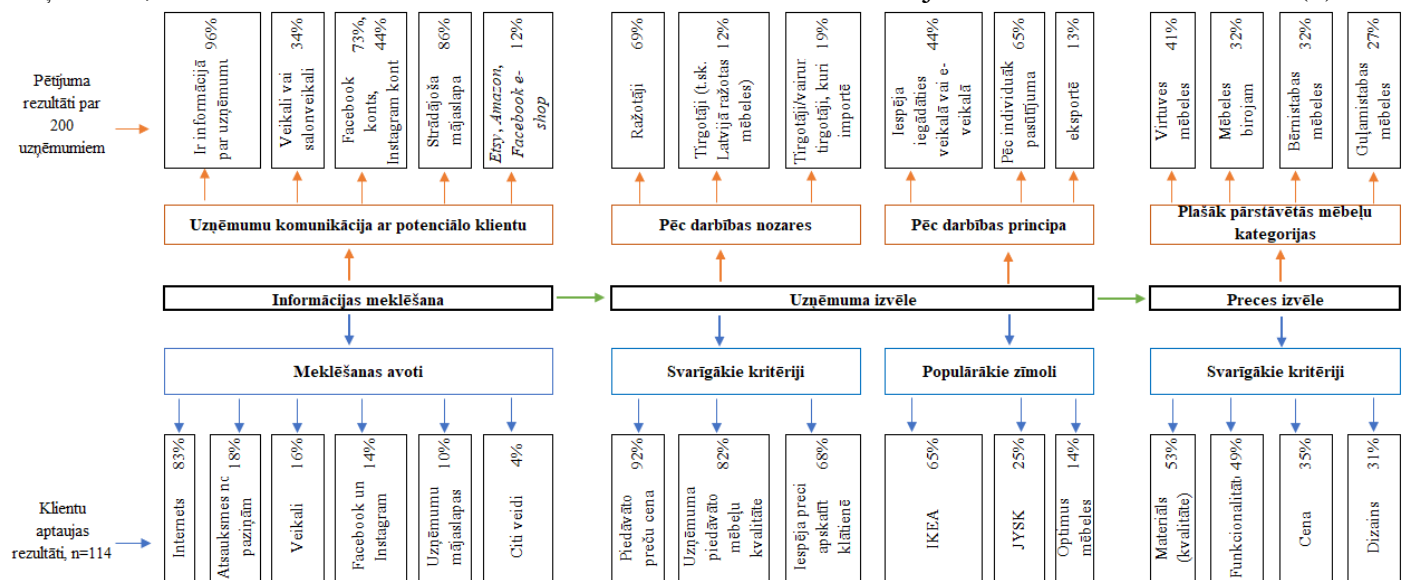 96%
Ir informācijā
par uzņēmumu
34%
Veikali vai
salonveikali
73%,
44%
Facebook
konts,
Instagram kont
86%
Strādājoša
mājaslapa
12%
Etsy, Amazon,
Facebook e-
shop
69%
Ražotāji
12%
Tirgotāji (t.sk.
Latvijā ražotas
mēbeles)
19%
Tirgotāji/vairur
tirgotāji, kuri
importē
44%
Iespēja
iegādāties
veikalā vai e-
veikalā
65%
Pēc individuāk
pasūtījuma
13%
eksportē
41%
Virtuves
mēbeles
32%
Mēbeles
birojam
32%
Bērnistabas
mēbeles
27%
Guļamistabas
mēbeles
Pētījuma
rezultāti par
200
uzņēmumiem
Uzņēmumu komunikācija ar potenciālo klientu
Pēc darbības nozares
Pēc darbības principa
Plašāk pārstāvētās mēbeļu
kategorijas
Informācijas meklēšana
Uzņēmuma izvēle
Preces izvēle
Meklēšanas avoti
Svarīgākie kritēriji
Populārākie zīmoli
Svarīgākie kritēriji
Klientu
aptaujas
rezultāti, n=114
83%
Internets
18%
Atsauksmes no
paziņām
16%
Veikali
14%
Facebook un
Instagram
10%
Uzņēmumu
mājaslapas
4%
Citi veidi
92%
Piedāvāto
preču cena
82%
Uzņēmuma
piedāvāto
mēbeļu
kvalitāte
68%
Iespēja preci
apskatīt
klātienē
65%
IKEA
25%
JYSK
14%
Optimus
mēbeles
53%
Materiāls
(kvalitāte)
49%
Funkcionalitāt
35%
Cena
31%
Dizains